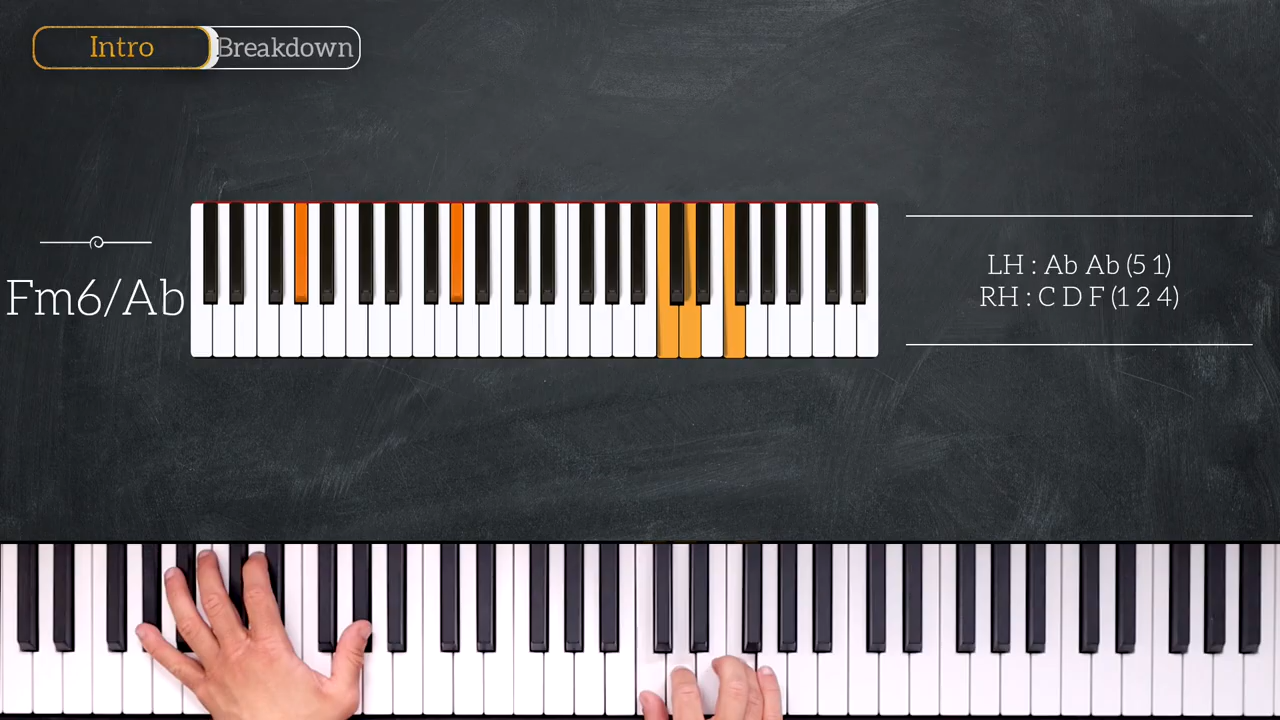 Intro
Breakdown
Fm6/Ab
LH : Ab Ab (5 1)
RH : C D F (1 2 4)